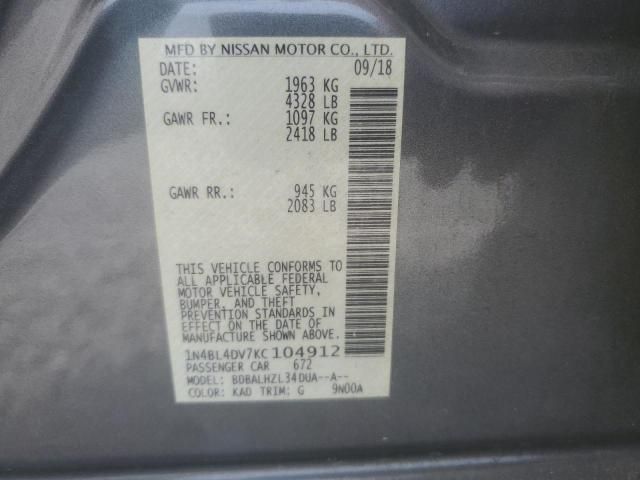 MFD BY NISSAN MOTOR CO., LTD.
DATE: 09/18
GVWR: 1963 KG
4328 LB
GAWR FR.: 1097 KG
2418 LB
GAWR RR.: 945 KG
2083 LB
THIS VEHICLE CONFORMS TO
ALL APPLICABLE FEDERAL
MOTOR VEHICLE SAFETY,
BUMPER, AND THEFT
PREVENTION STANDARDS IN
EFFECT ON THE DATE OF
MANUFACTURE SHOWN ABOVE.
1N4BL4DV7KC104912
PASSENGER CAR 672
MODEL: BDBALHZL34DUA--A--
COLOR: KAD TRIM: G 9N00A